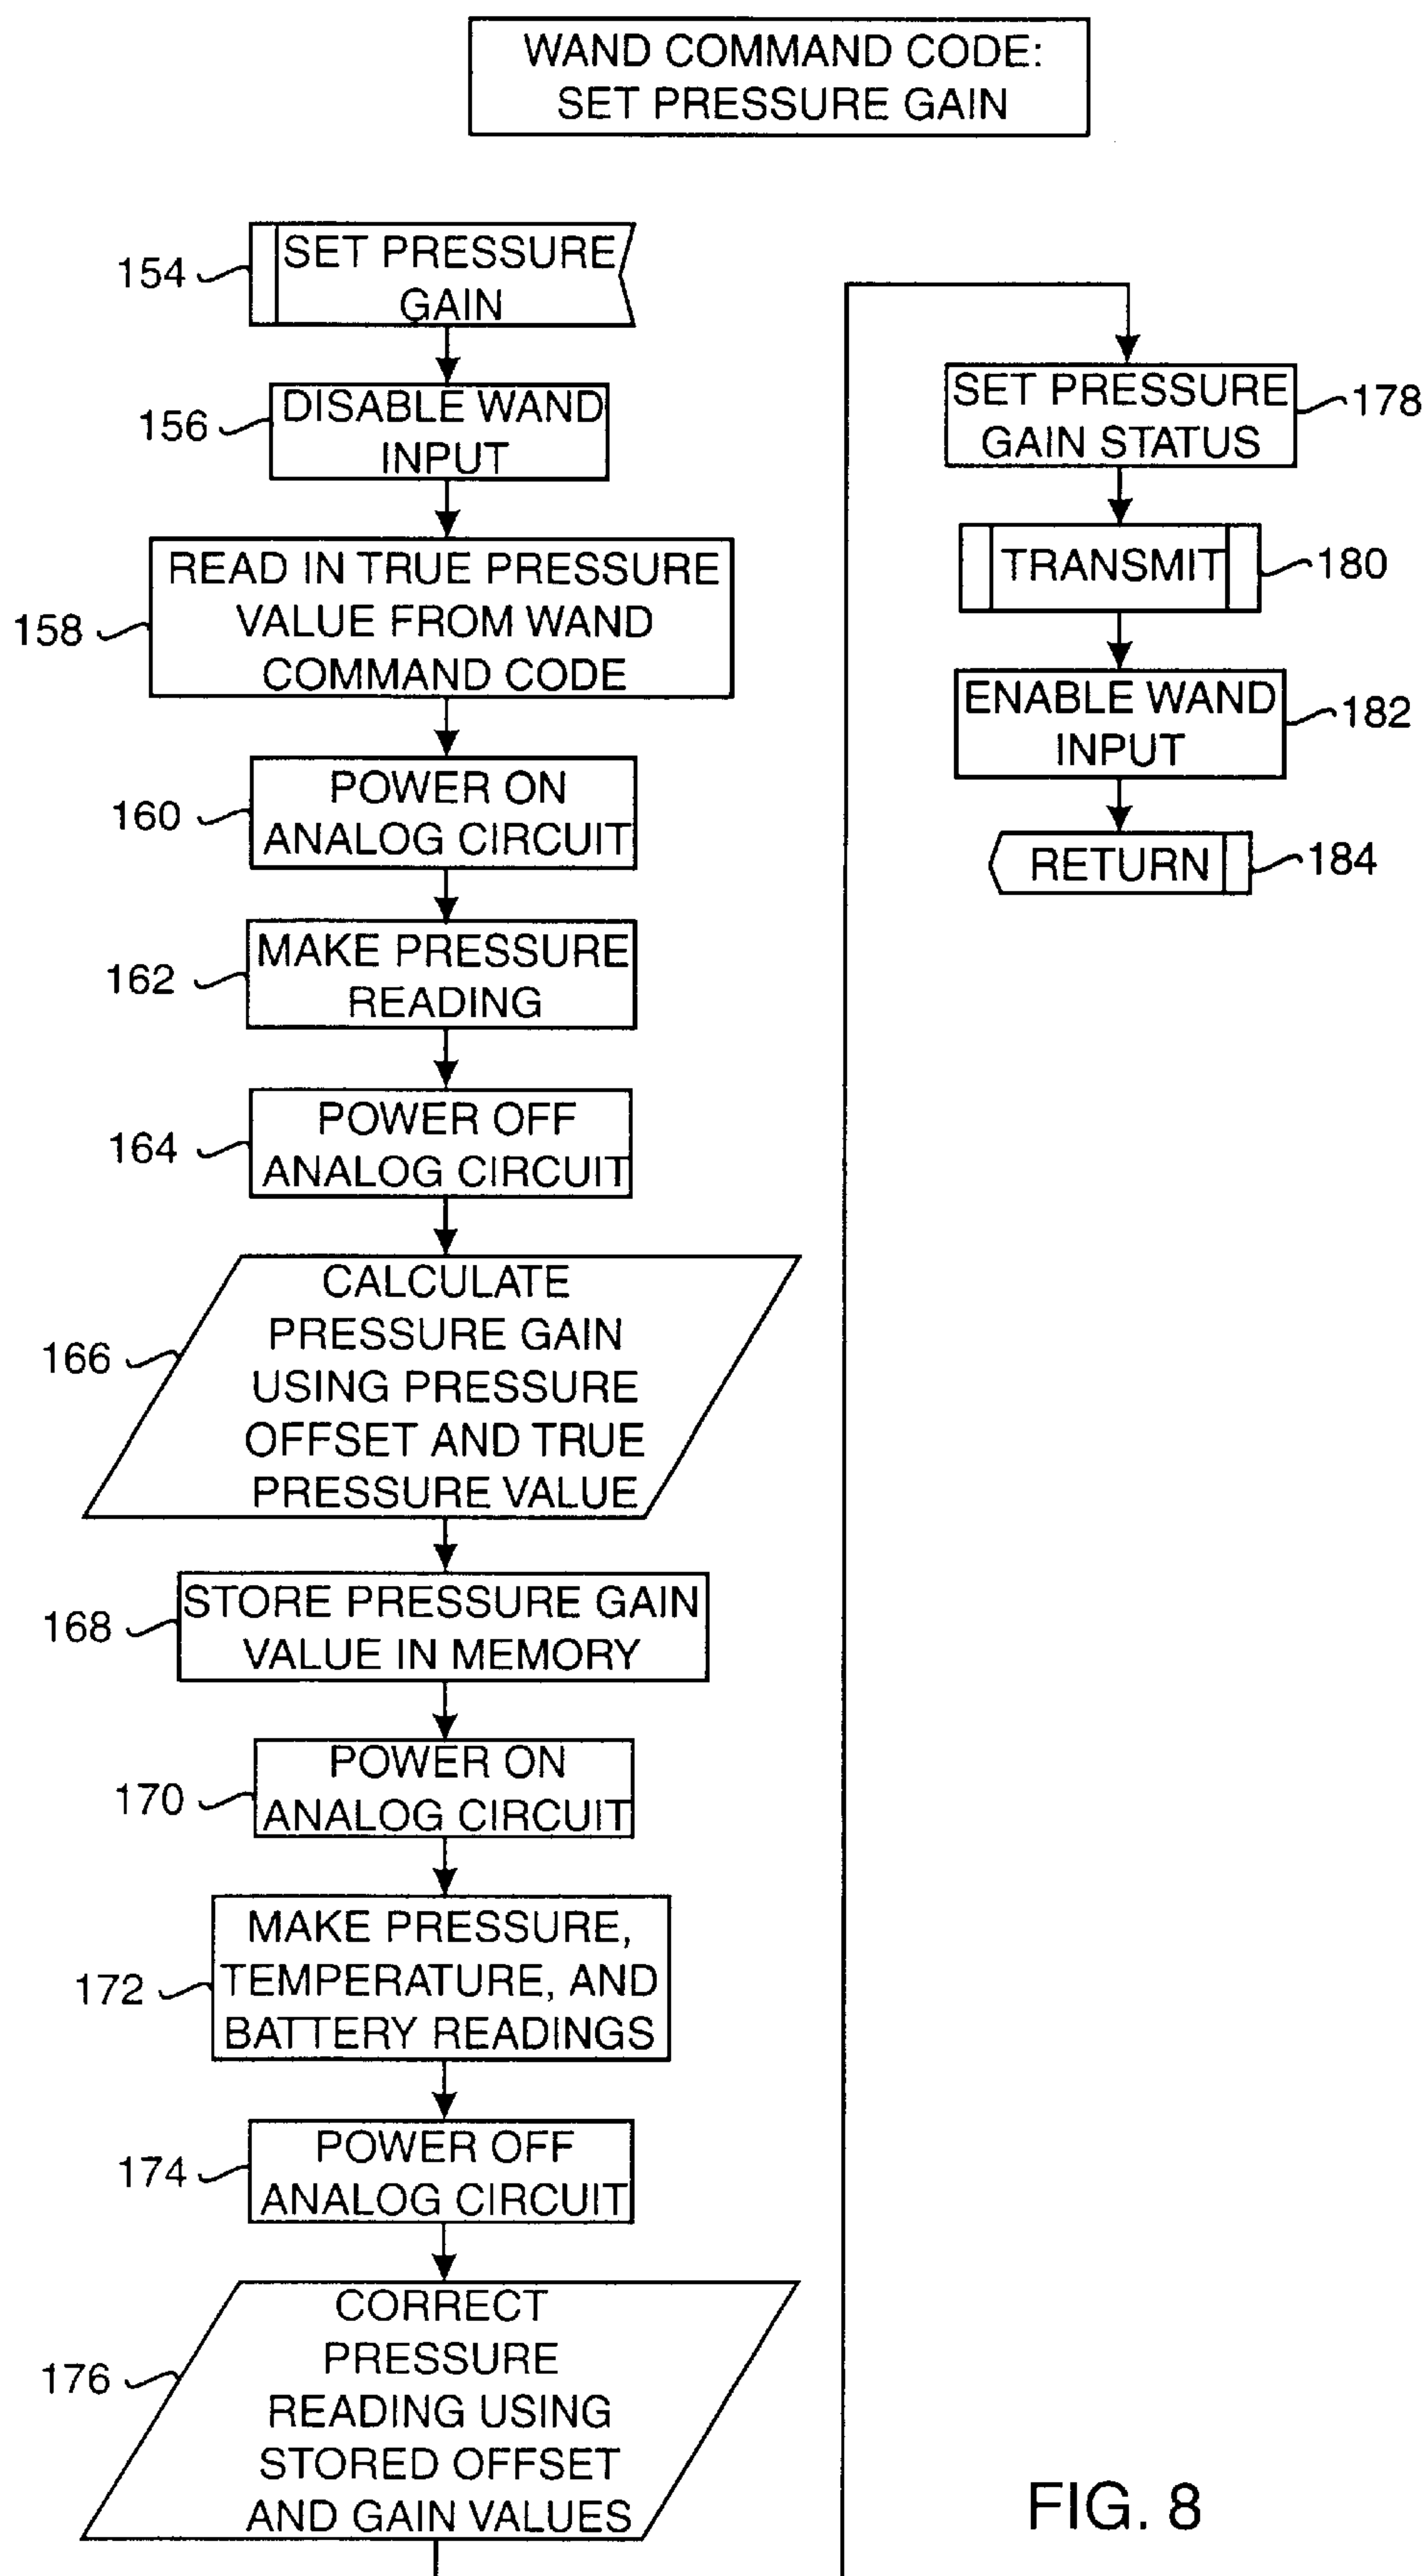 WAND COMMAND CODE:
SET PRESSURE GAIN
154
SET PRESSURE
GAIN
156
DISABLE WAND
INPUT
158
READ IN TRUE PRESSURE
VALUE FROM WAND
COMMAND CODE
160
POWER ON
ANALOG CIRCUIT
162
MAKE PRESSURE
READING
164
POWER OFF
ANALOG CIRCUIT
166
CALCULATE
PRESSURE GAIN
USING PRESSURE
OFFSET AND TRUE
PRESSURE VALUE
168
STORE PRESSURE GAIN
VALUE IN MEMORY
170
POWER ON
ANALOG CIRCUIT
172
MAKE PRESSURE,
TEMPERATURE, AND
BATTERY READINGS
174
POWER OFF
ANALOG CIRCUIT
176
CORRECT
PRESSURE
READING USING
STORED OFFSET
AND GAIN VALUES
SET PRESSURE
GAIN STATUS
178
TRANSMIT
180
ENABLE WAND
INPUT
182
RETURN
184
FIG. 8